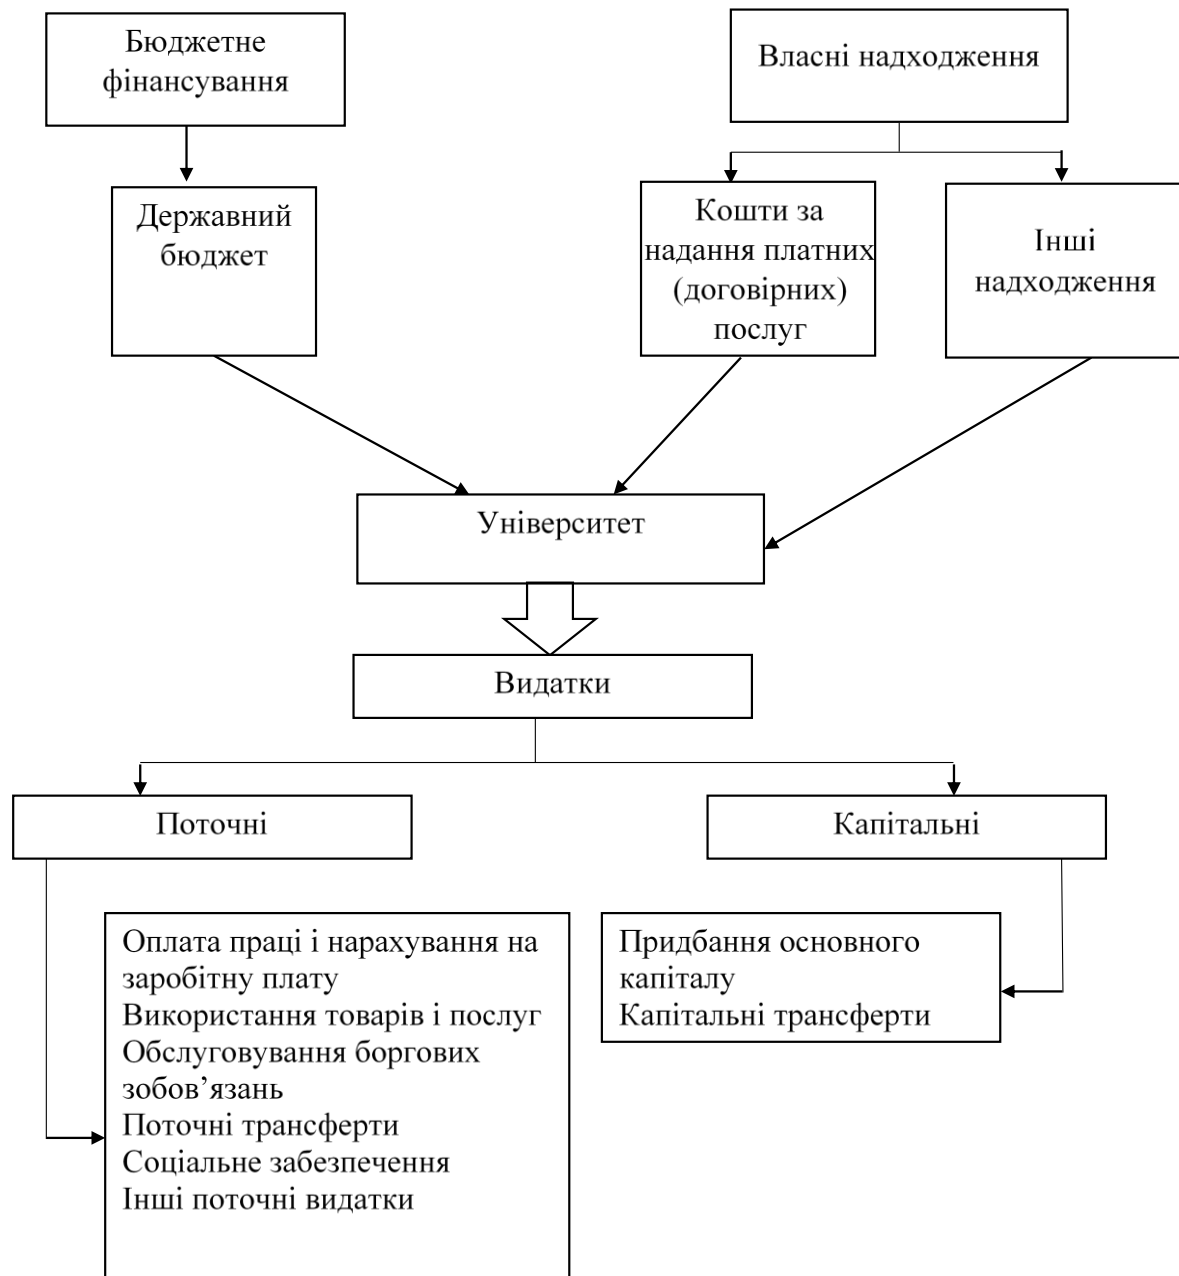 Бюджетне
фінансування
Власні надходження
Державний
бюджет
Кошти за
надання платних
(договірних)
послуг
Інші
надходження
Університет
Видатки
Поточні
Капітальні
Оплата праці і нарахування на
заробітну плату
Використання товарів і послуг
Обслуговування боргових
зобов’язань
Поточні трансферти
Соціальне забезпечення
Інші поточні видатки
Придбання основного
капіталу
Капітальні трансферти